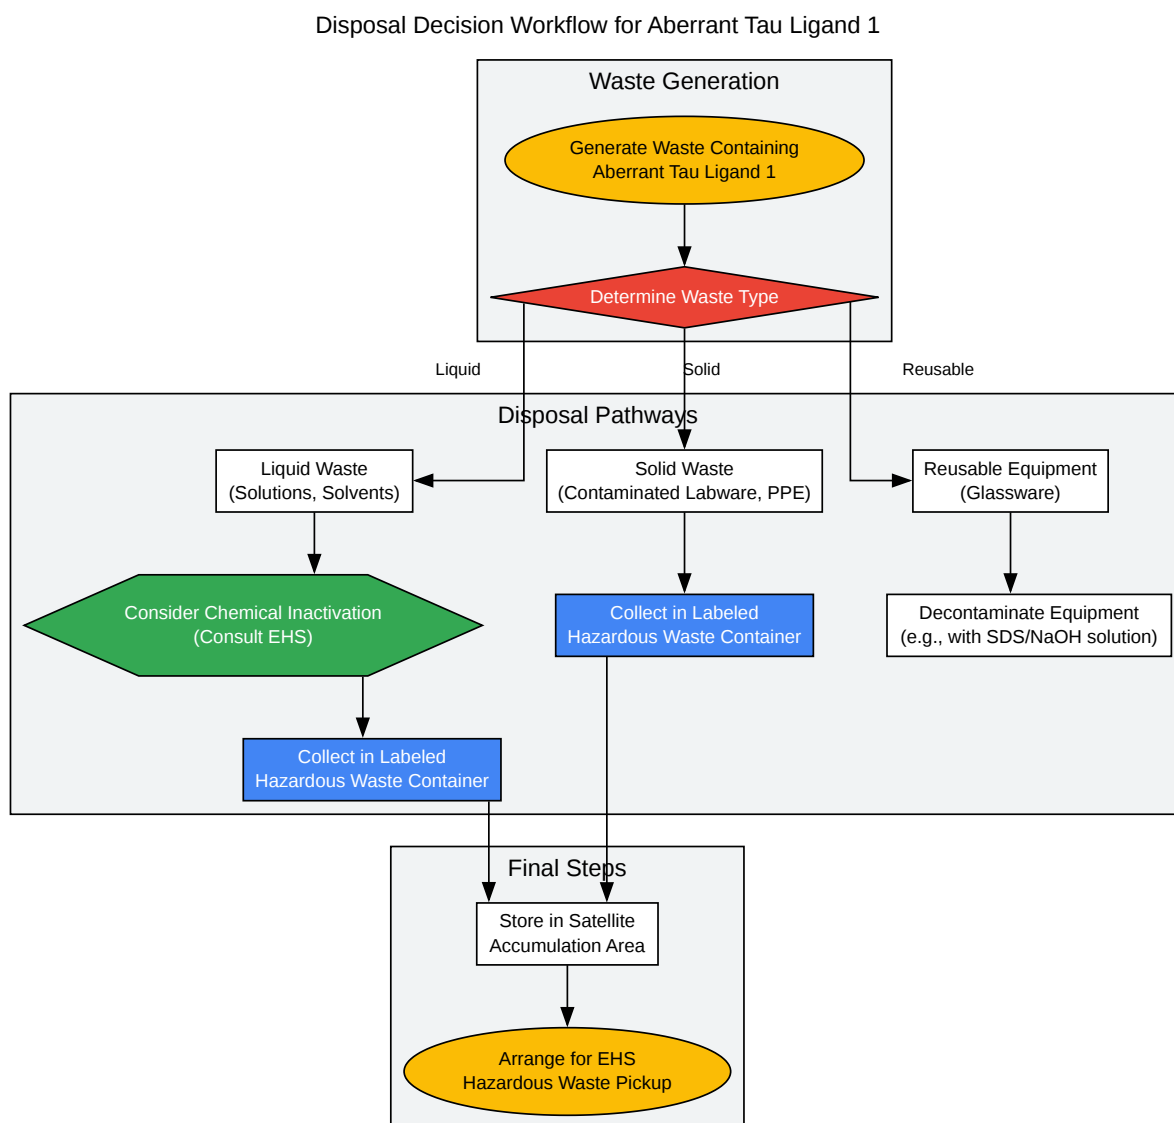 Disposal Decision Workflow for Aberrant Tau Ligand 1
Waste Generation
Generate Waste Containing
Aberrant Tau Ligand 1
Determine Waste Type
Liquid
Solid
Reusable
Disposal Pathways
Liquid Waste
(Solutions, Solvents)
Solid Waste
(Contaminated Labware, PPE)
Reusable Equipment
(Glassware)
Consider Chemical Inactivation
(Consult EHS)
Collect in Labeled
Hazardous Waste Container
Decontaminate Equipment
(e.g., with SDS/NaOH solution)
Collect in Labeled
Hazardous Waste Container
Final Steps
Store in Satellite
Accumulation Area
Arrange for EHS
Hazardous Waste Pickup